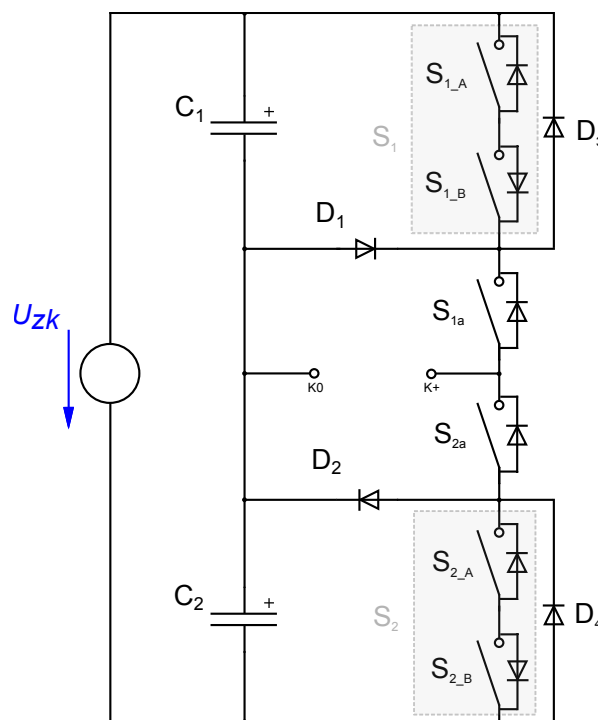 S1_A
C1 +
S1
D3
S1_B
D1
Uzk
S1a
K0 K+
S2a
D2
S2_A
C2 +
S2
D4
S2_B